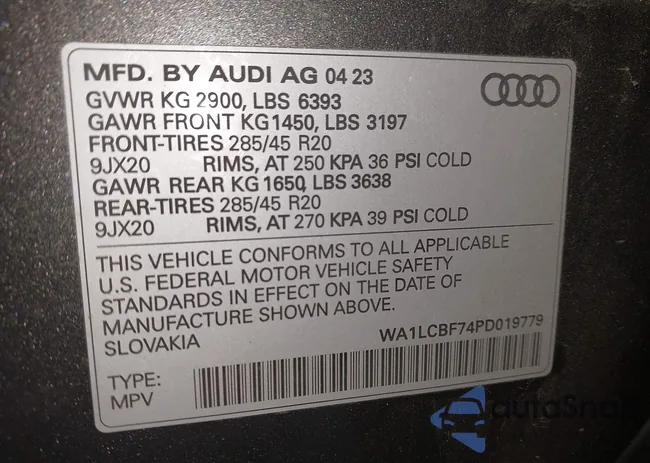 MFD. BY AUDI AG 04 23
GVWR KG 2900, LBS 6393
GAWR FRONT KG1450, LBS 3197
FRONT-TIRES 285/45 R20
9JX20 RIMS, AT 250 KPA 36 PSI COLD
GAWR REAR KG 1650, LBS 3638
REAR-TIRES 285/45 R20
9JX20 RIMS, AT 270 KPA 39 PSI COLD
THIS VEHICLE CONFORMS TO ALL APPLICABLE
U.S. FEDERAL MOTOR VEHICLE SAFETY
STANDARDS IN EFFECT ON THE DATE OF
MANUFACTURE SHOWN ABOVE.
SLOVAKIA WA1LCBF74PD019779
TYPE:
MPV
autoSna